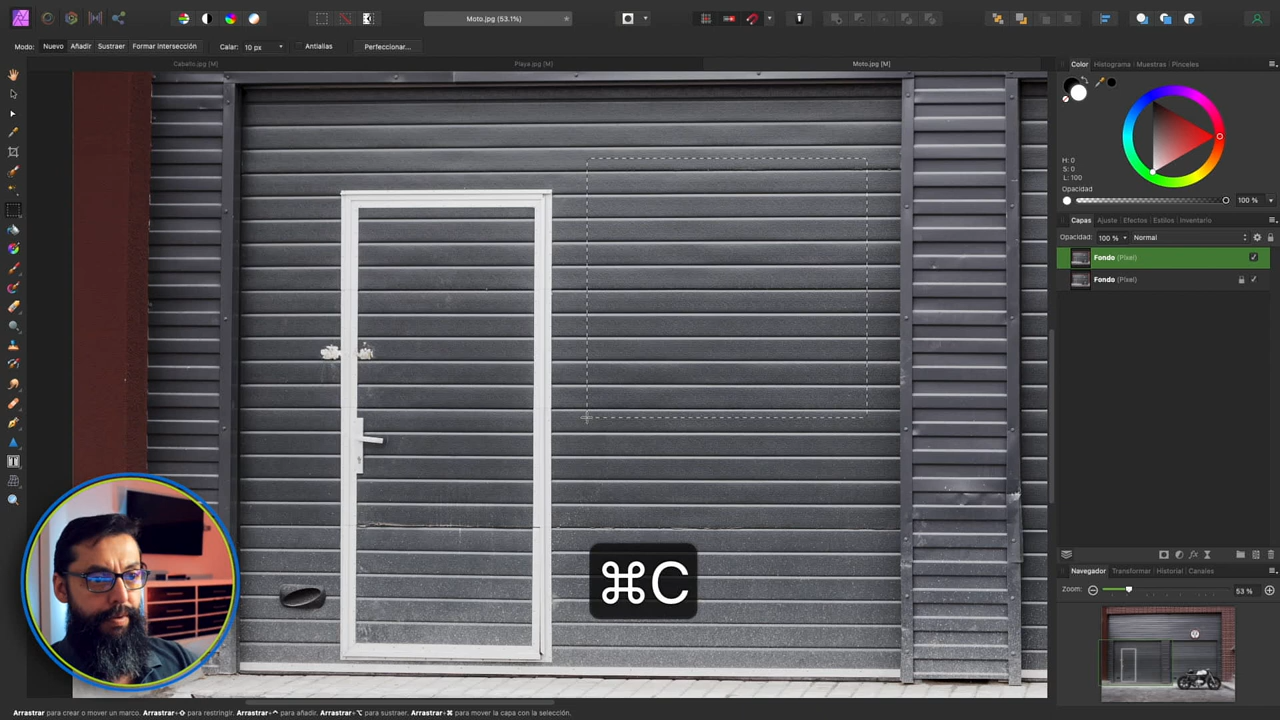 Moto.jpg (53.1%)
Modo:
Nuevo
Añadir
Sustraer
Formar intersección
Calar: 10 px
Antialias
Perfeccionar...
Caballo.jpg [M]
Playa.jpg [M]
Moto.jpg [M]
Color
Histograma
Muestras
Pinceles
H: 0
S: 0
L: 100
Opacidad
100 %
Capas
Ajuste
Efectos
Estilos
Inventario
Opacidad:
100 %
Normal
Fondo (Píxel)
Fondo (Píxel)
⌘C
Navegador
Transformar
Historial
Canales
Zoom:
53 %
Arrastrar para crear o mover un marco. Arrastrar+⇧ para restringir. Arrastrar+⌃ para añadir. Arrastrar+⌥ para sustraer. Arrastrar+⌘ para mover la capa con la selección.